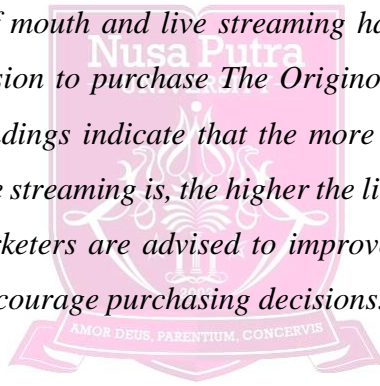 f mouth and live streaming ha
Nusa Putra
sion to purchase The Origino
UNIVERSITY
dings indicate that the more
e streaming is, the higher the li
keters are advised to improv
courage purchasing decisions.
AMOR DEUS, PARENTIUM, CONCERVIS